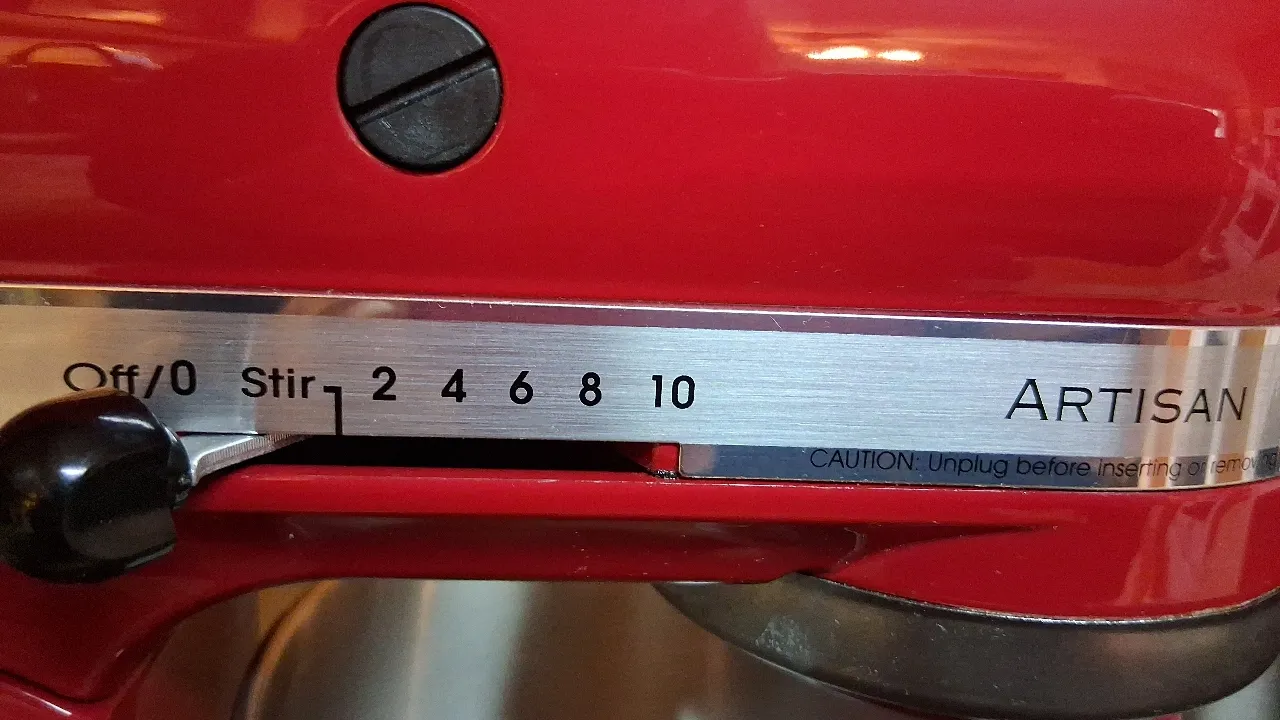 Off/0 Stir 2 4 6 8 10
ARTISAN
CAUTION: Unplug before inserting or removing